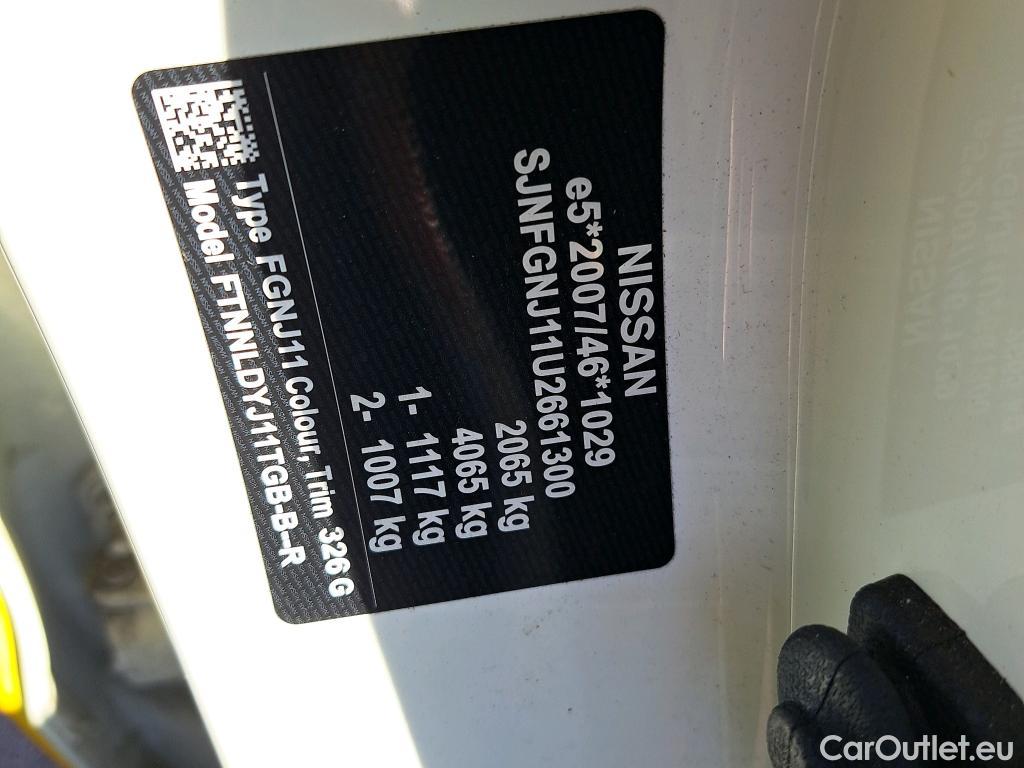 NISSAN
e5*2007/46*1029
SJNFGNJ11U2661300
2065 kg
4065 kg
1- 1117 kg
2- 1007 kg
Type FGNJ11 Colour, Trim 326G
Model FTNNLDYJ11TGB-B-R
CarOutlet.eu